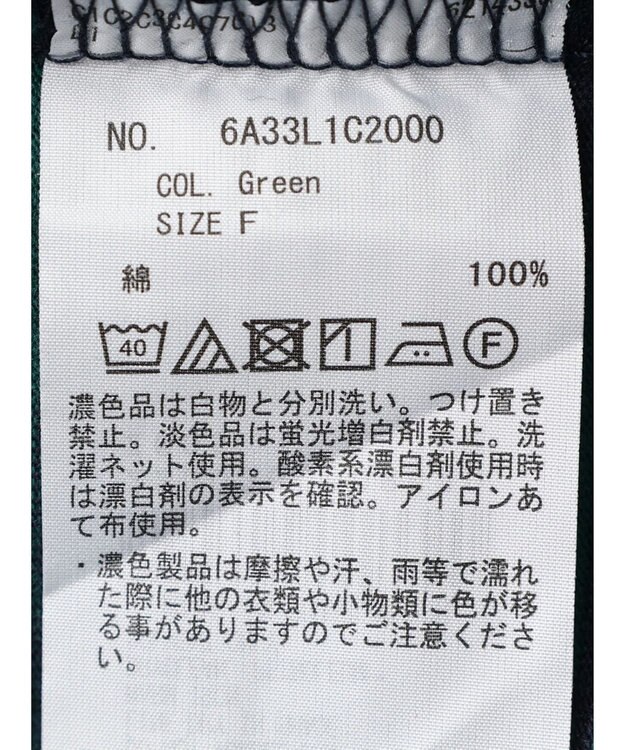 NO. 6A33L1C2000
COL. Green
SIZE F
綿 100%
40 F
濃色品は白物と分別洗い。つけ置き
禁止。淡色品は蛍光増白剤禁止。洗
濯ネット使用。酸素系漂白剤使用時
は漂白剤の表示を確認。アイロンあ
て布使用。
・濃色製品は摩擦や汗、雨等で濡れ
た際に他の衣類や小物類に色が移
る事がありますのでご注意くださ
い。